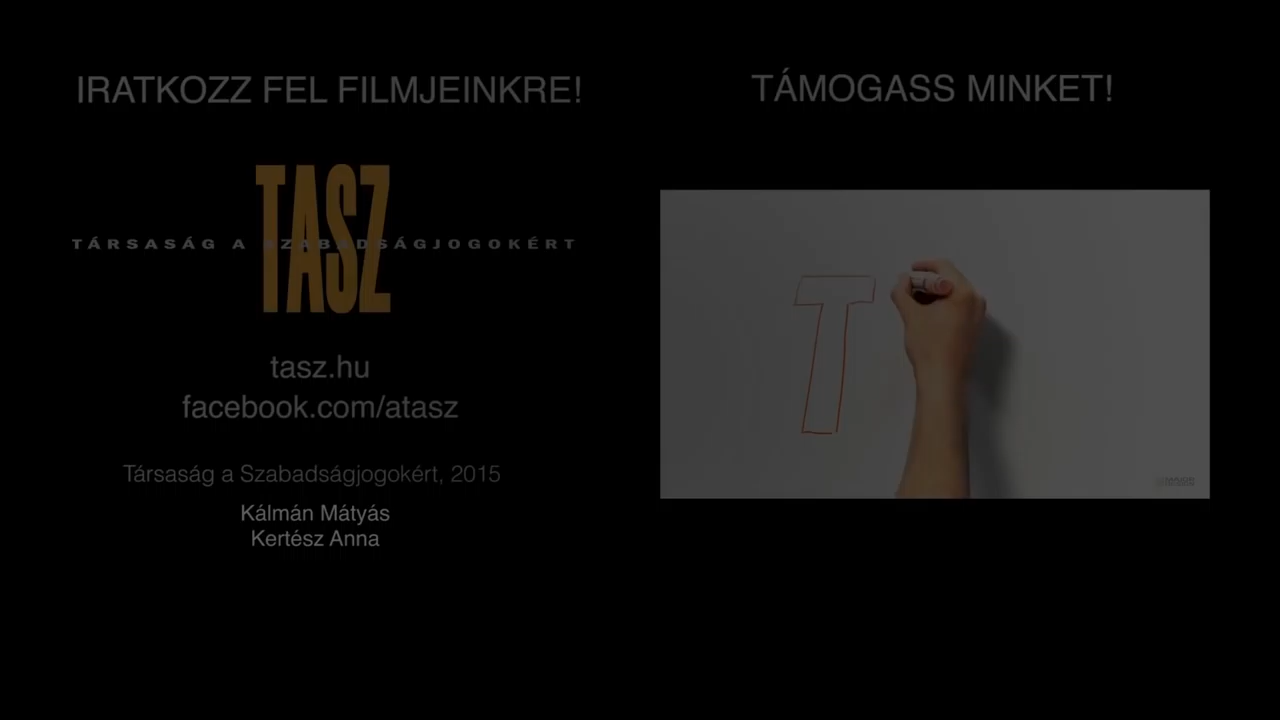 IRATKOZZ FEL FILMJEINKRE!
TASZ
TÁRSASÁG A SZABADSÁGJOGOKÉRT
tasz.hu
facebook.com/atasz
Társaság a Szabadságjogokért, 2015
Kálmán Mátyás
Kertész Anna
TÁMOGASS MINKET!
T